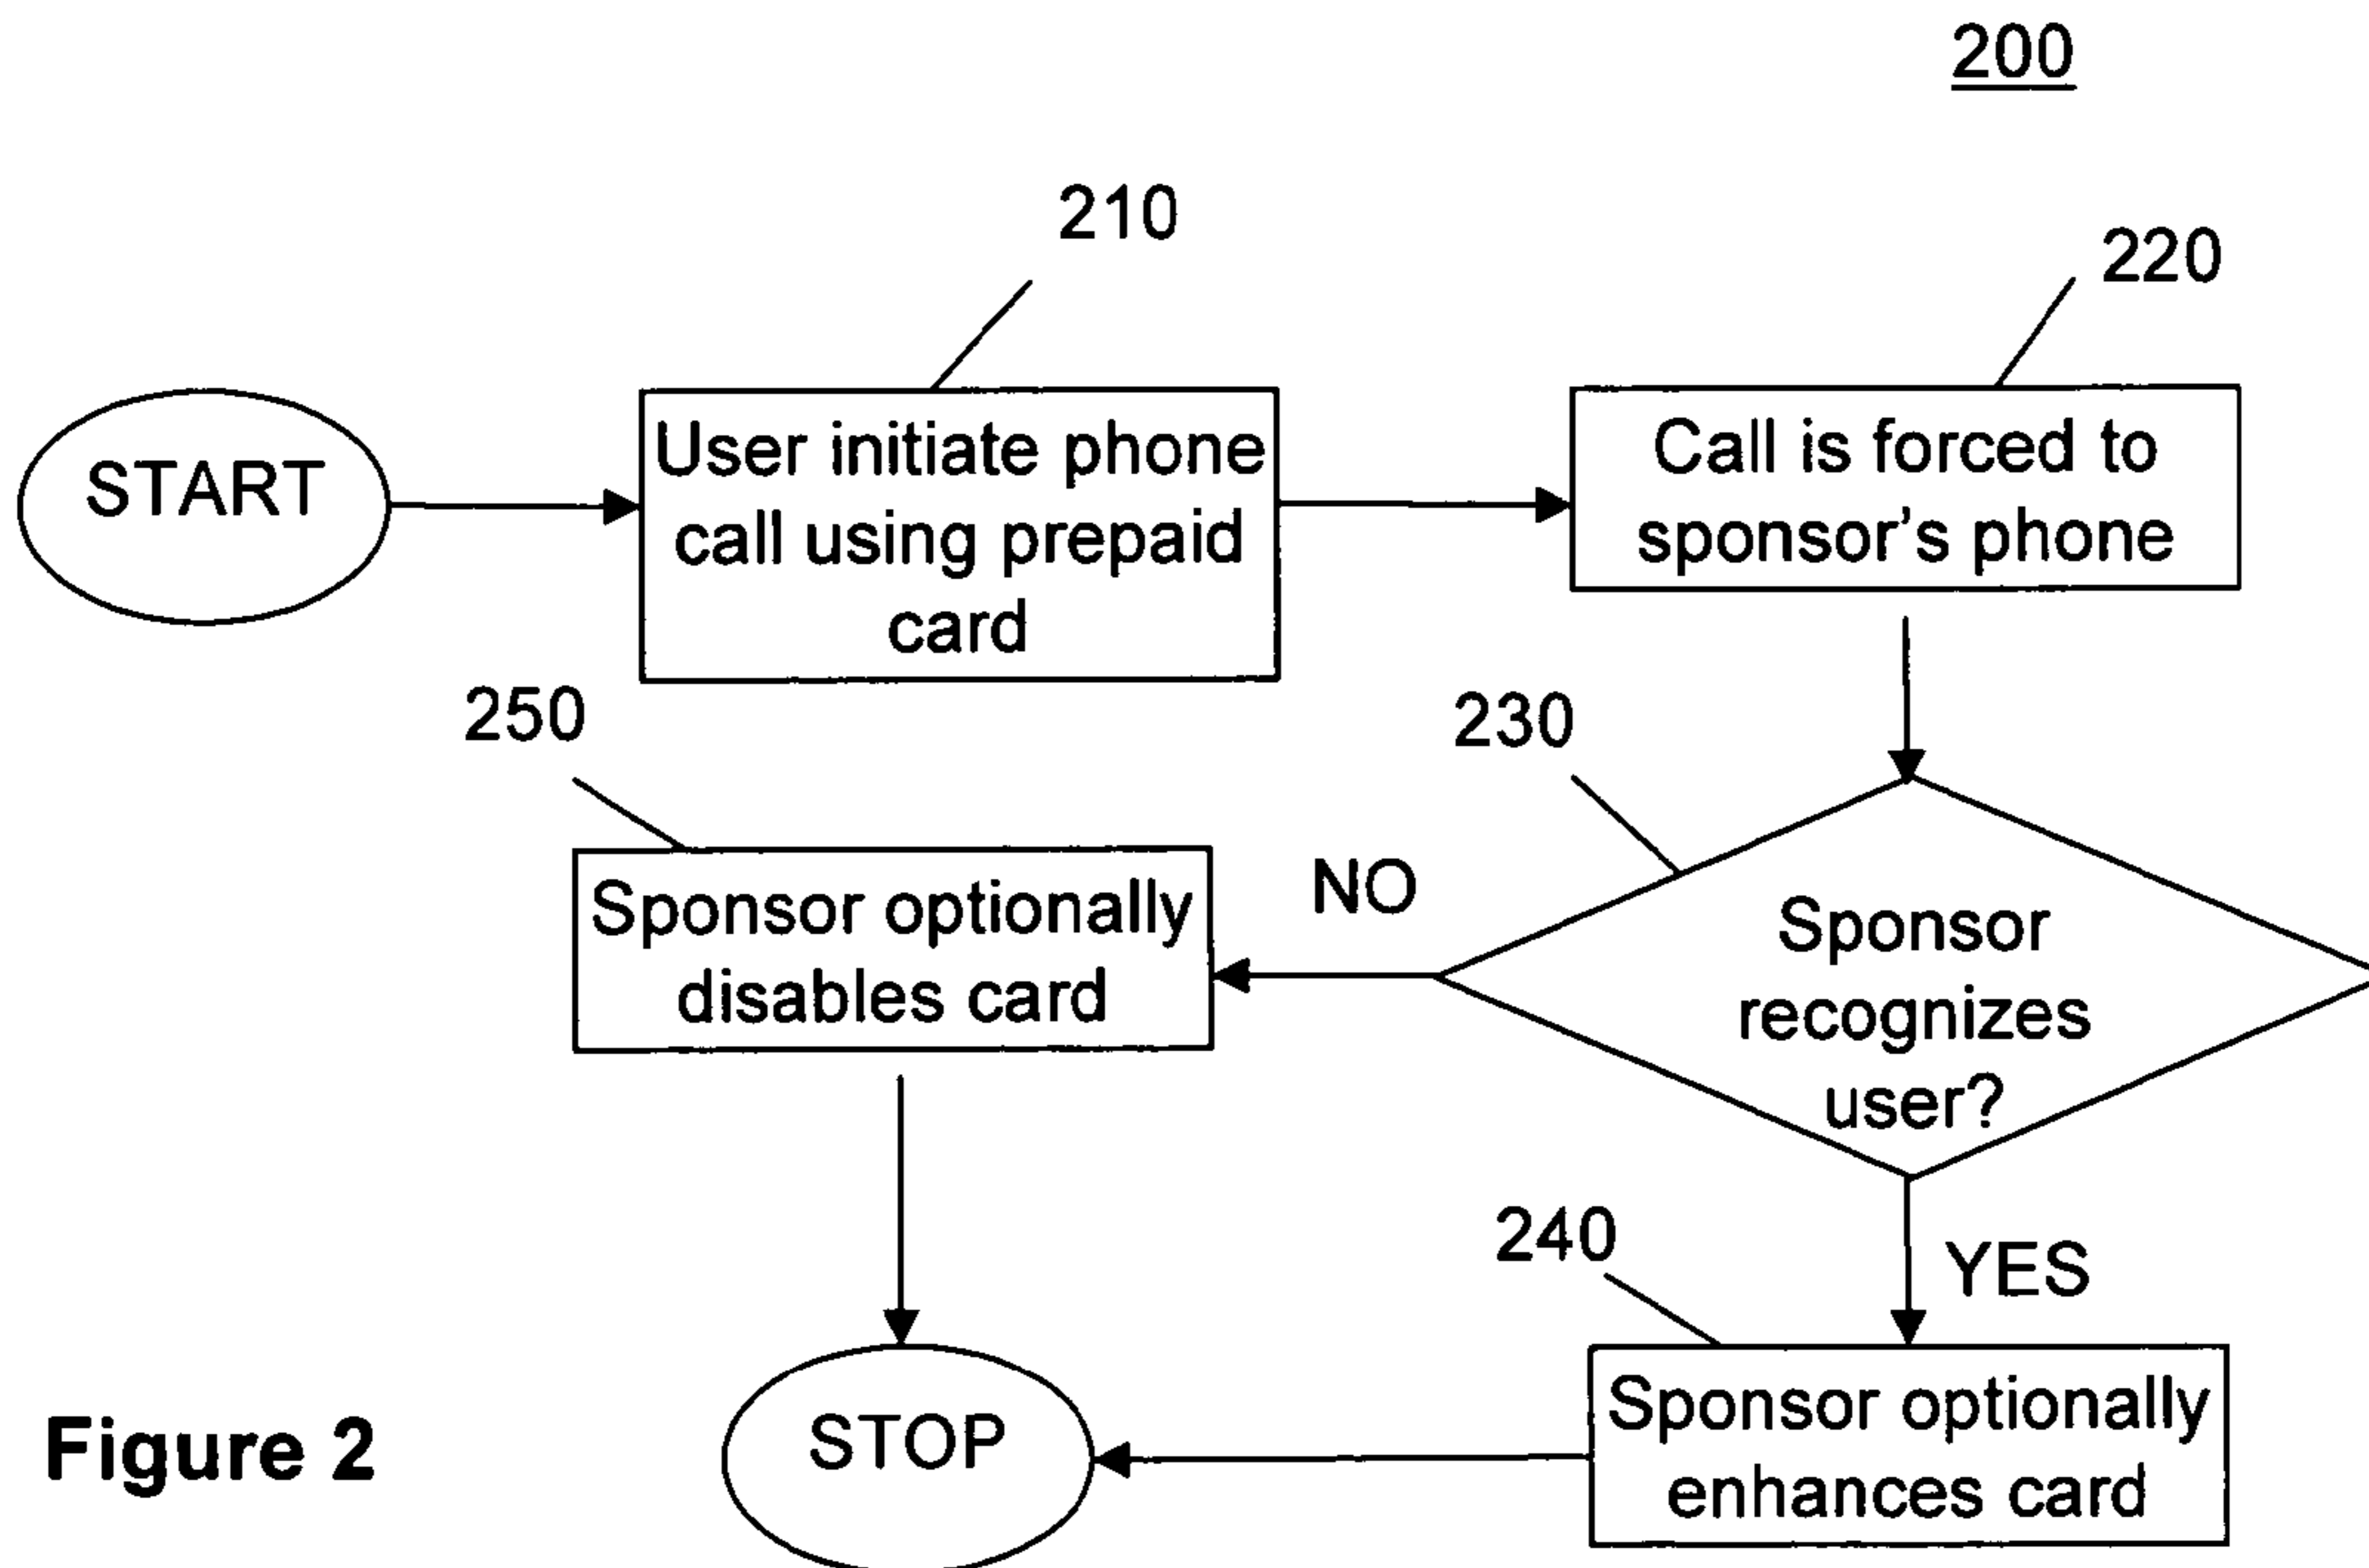 200
210
220
START
User initiate phone
call using prepaid
card
Call is forced to
sponsor's phone
250
230
Sponsor optionally
disables card
NO
Sponsor
recognizes
user?
240
YES
STOP
Sponsor optionally
enhances card
Figure 2